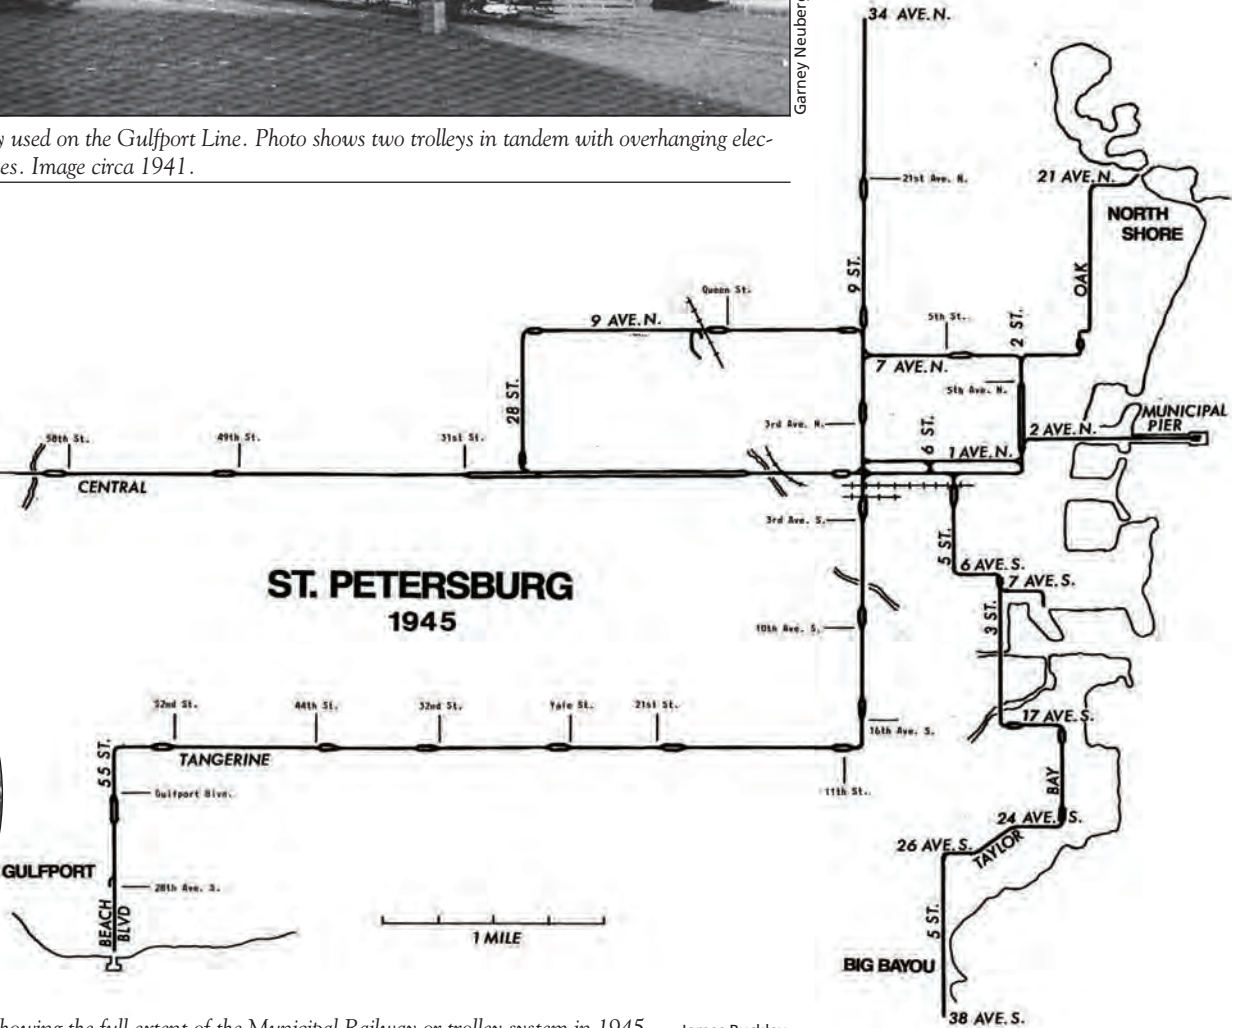 Garney Neuberg
y used on the Gulfport Line. Photo shows two trolleys in tandem with overhanging elec-
es. Image circa 1941.
34 AVE. N.
21st Ave. N.
21 AVE. N.
NORTH
SHORE
9 ST.
OAK
Queen St.
9 AVE. N.
5th St.
2 ST.
7 AVE. N.
5th Ave. N.
28 ST.
3rd Ave. N.
6 ST.
2 AVE. N.
MUNICIPAL
PIER
58th St.
49th St.
31st St.
1 AVE. N.
CENTRAL
3rd Ave. S.
5 ST.
6 AVE. S.
7 AVE. S.
ST. PETERSBURG
1945
3 ST.
10th Ave. S.
52nd St.
44th St.
32nd St.
Yale St.
21st St.
17 AVE. S.
16th Ave. S.
55 ST.
TANGERINE
Gulfport Blvd.
11th St.
BAY
24 AVE. S.
TAYLOR
26 AVE. S.
GULFPORT
28th Ave. S.
BEACH
BLVD
1 MILE
5 ST.
BIG BAYOU
38 AVE. S.
howing the full extent of the Municipal Railway or trolley system in 1945
James Buckley